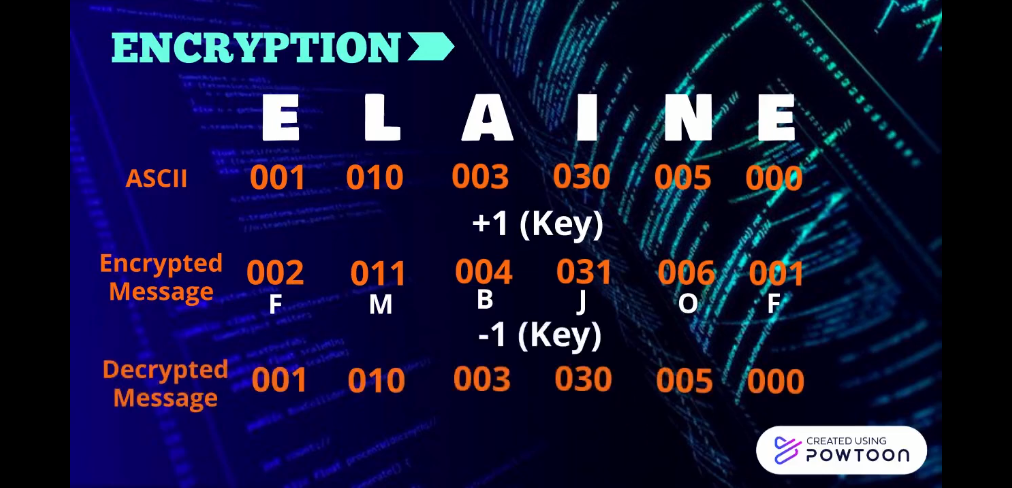 ENCRYPTION
E L A I N E
ASCII 001 010 003 030 005 000
+1 (Key)
Encrypted Message 002 011 004 031 006 001
F M B J O F
-1 (Key)
Decrypted Message 001 010 003 030 005 000
CREATED USING
POWTOON